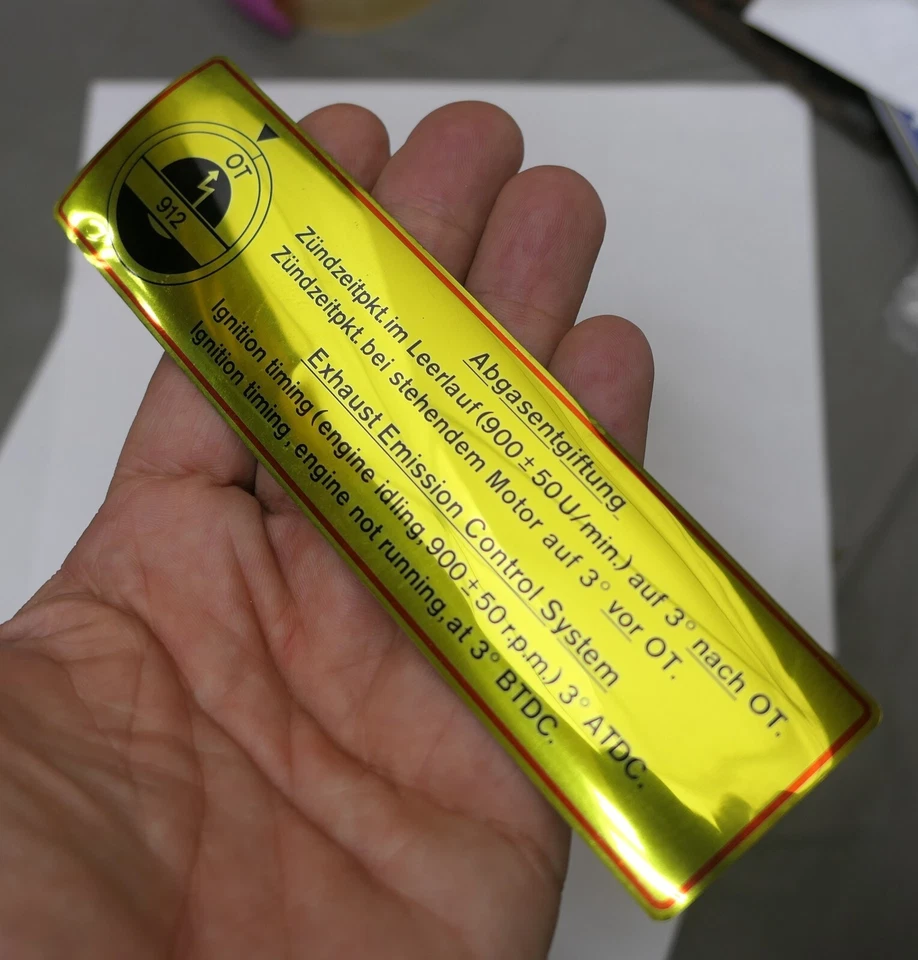 OT
912
Abgasentgiftung
Zündzeitpkt. im Leerlauf (900 ± 50 U/min.) auf 3° nach OT.
Zündzeitpkt. bei stehendem Motor auf 3° vor OT.
Exhaust Emission Control System
Ignition timing (engine idling, 900 ± 50 r.p.m.) 3° ATDC.
Ignition timing, engine not running, at 3° BTDC.